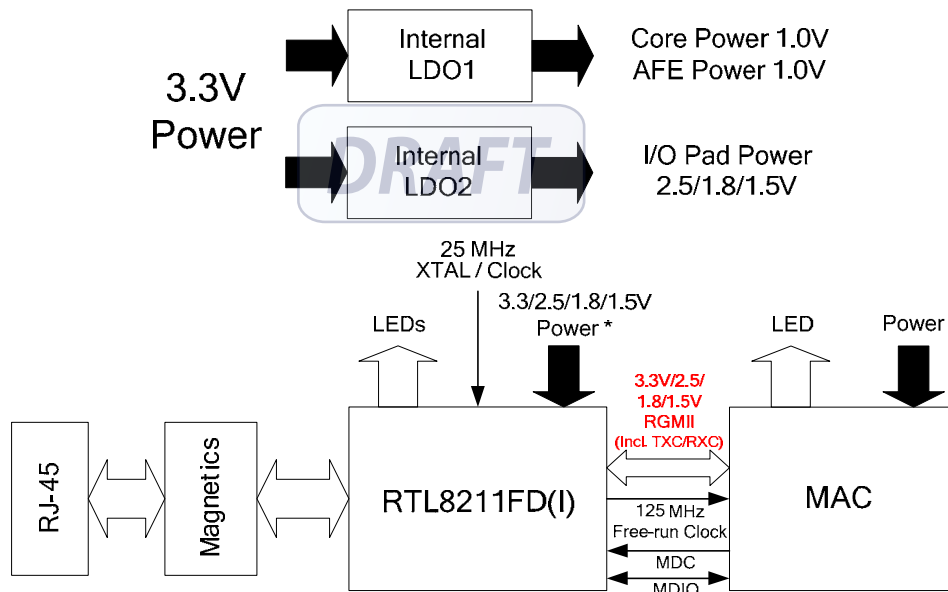 Internal
LDO1
Core Power 1.0V
AFE Power 1.0V
3.3V
Power
DRAFT
Internal
LDO2
I/O Pad Power
2.5/1.8/1.5V
25 MHz
XTAL / Clock
3.3/2.5/1.8/1.5V
Power *
LEDs
LED
Power
3.3V/2.5/
1.8/1.5V
RGMII
(Incl. TXC/RXC)
RJ-45
Magnetics
RTL8211FD(I)
MAC
125 MHz
Free-run Clock
MDC
MDIO